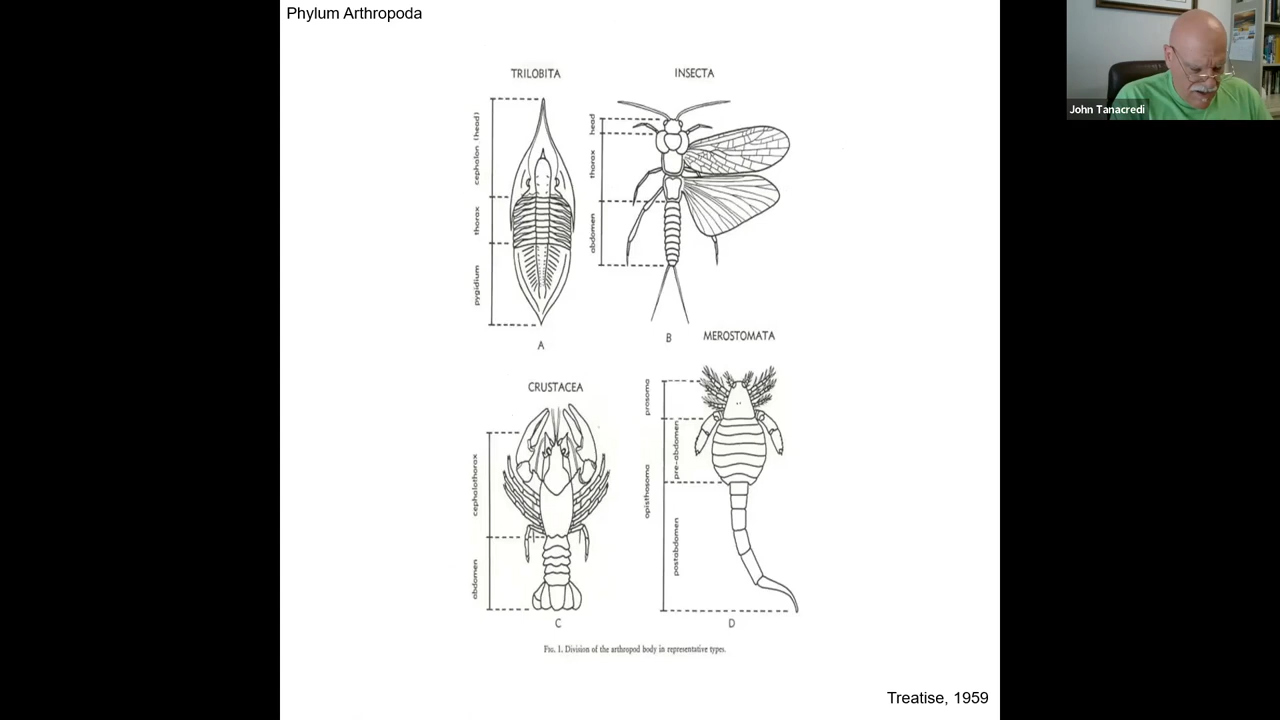 Phylum Arthropoda
John Tanacredi
TRILOBITA
INSECTA
cephalon (head)
thorax
pygidium
head
thorax
abdomen
A
B
MEROSTOMATA
CRUSTACEA
cephalothorax
abdomen
prosoma
pre-abdomen
opisthosoma
postabdomen
C
D
FIG. 1. Division of the arthropod body in representative types.
Treatise, 1959